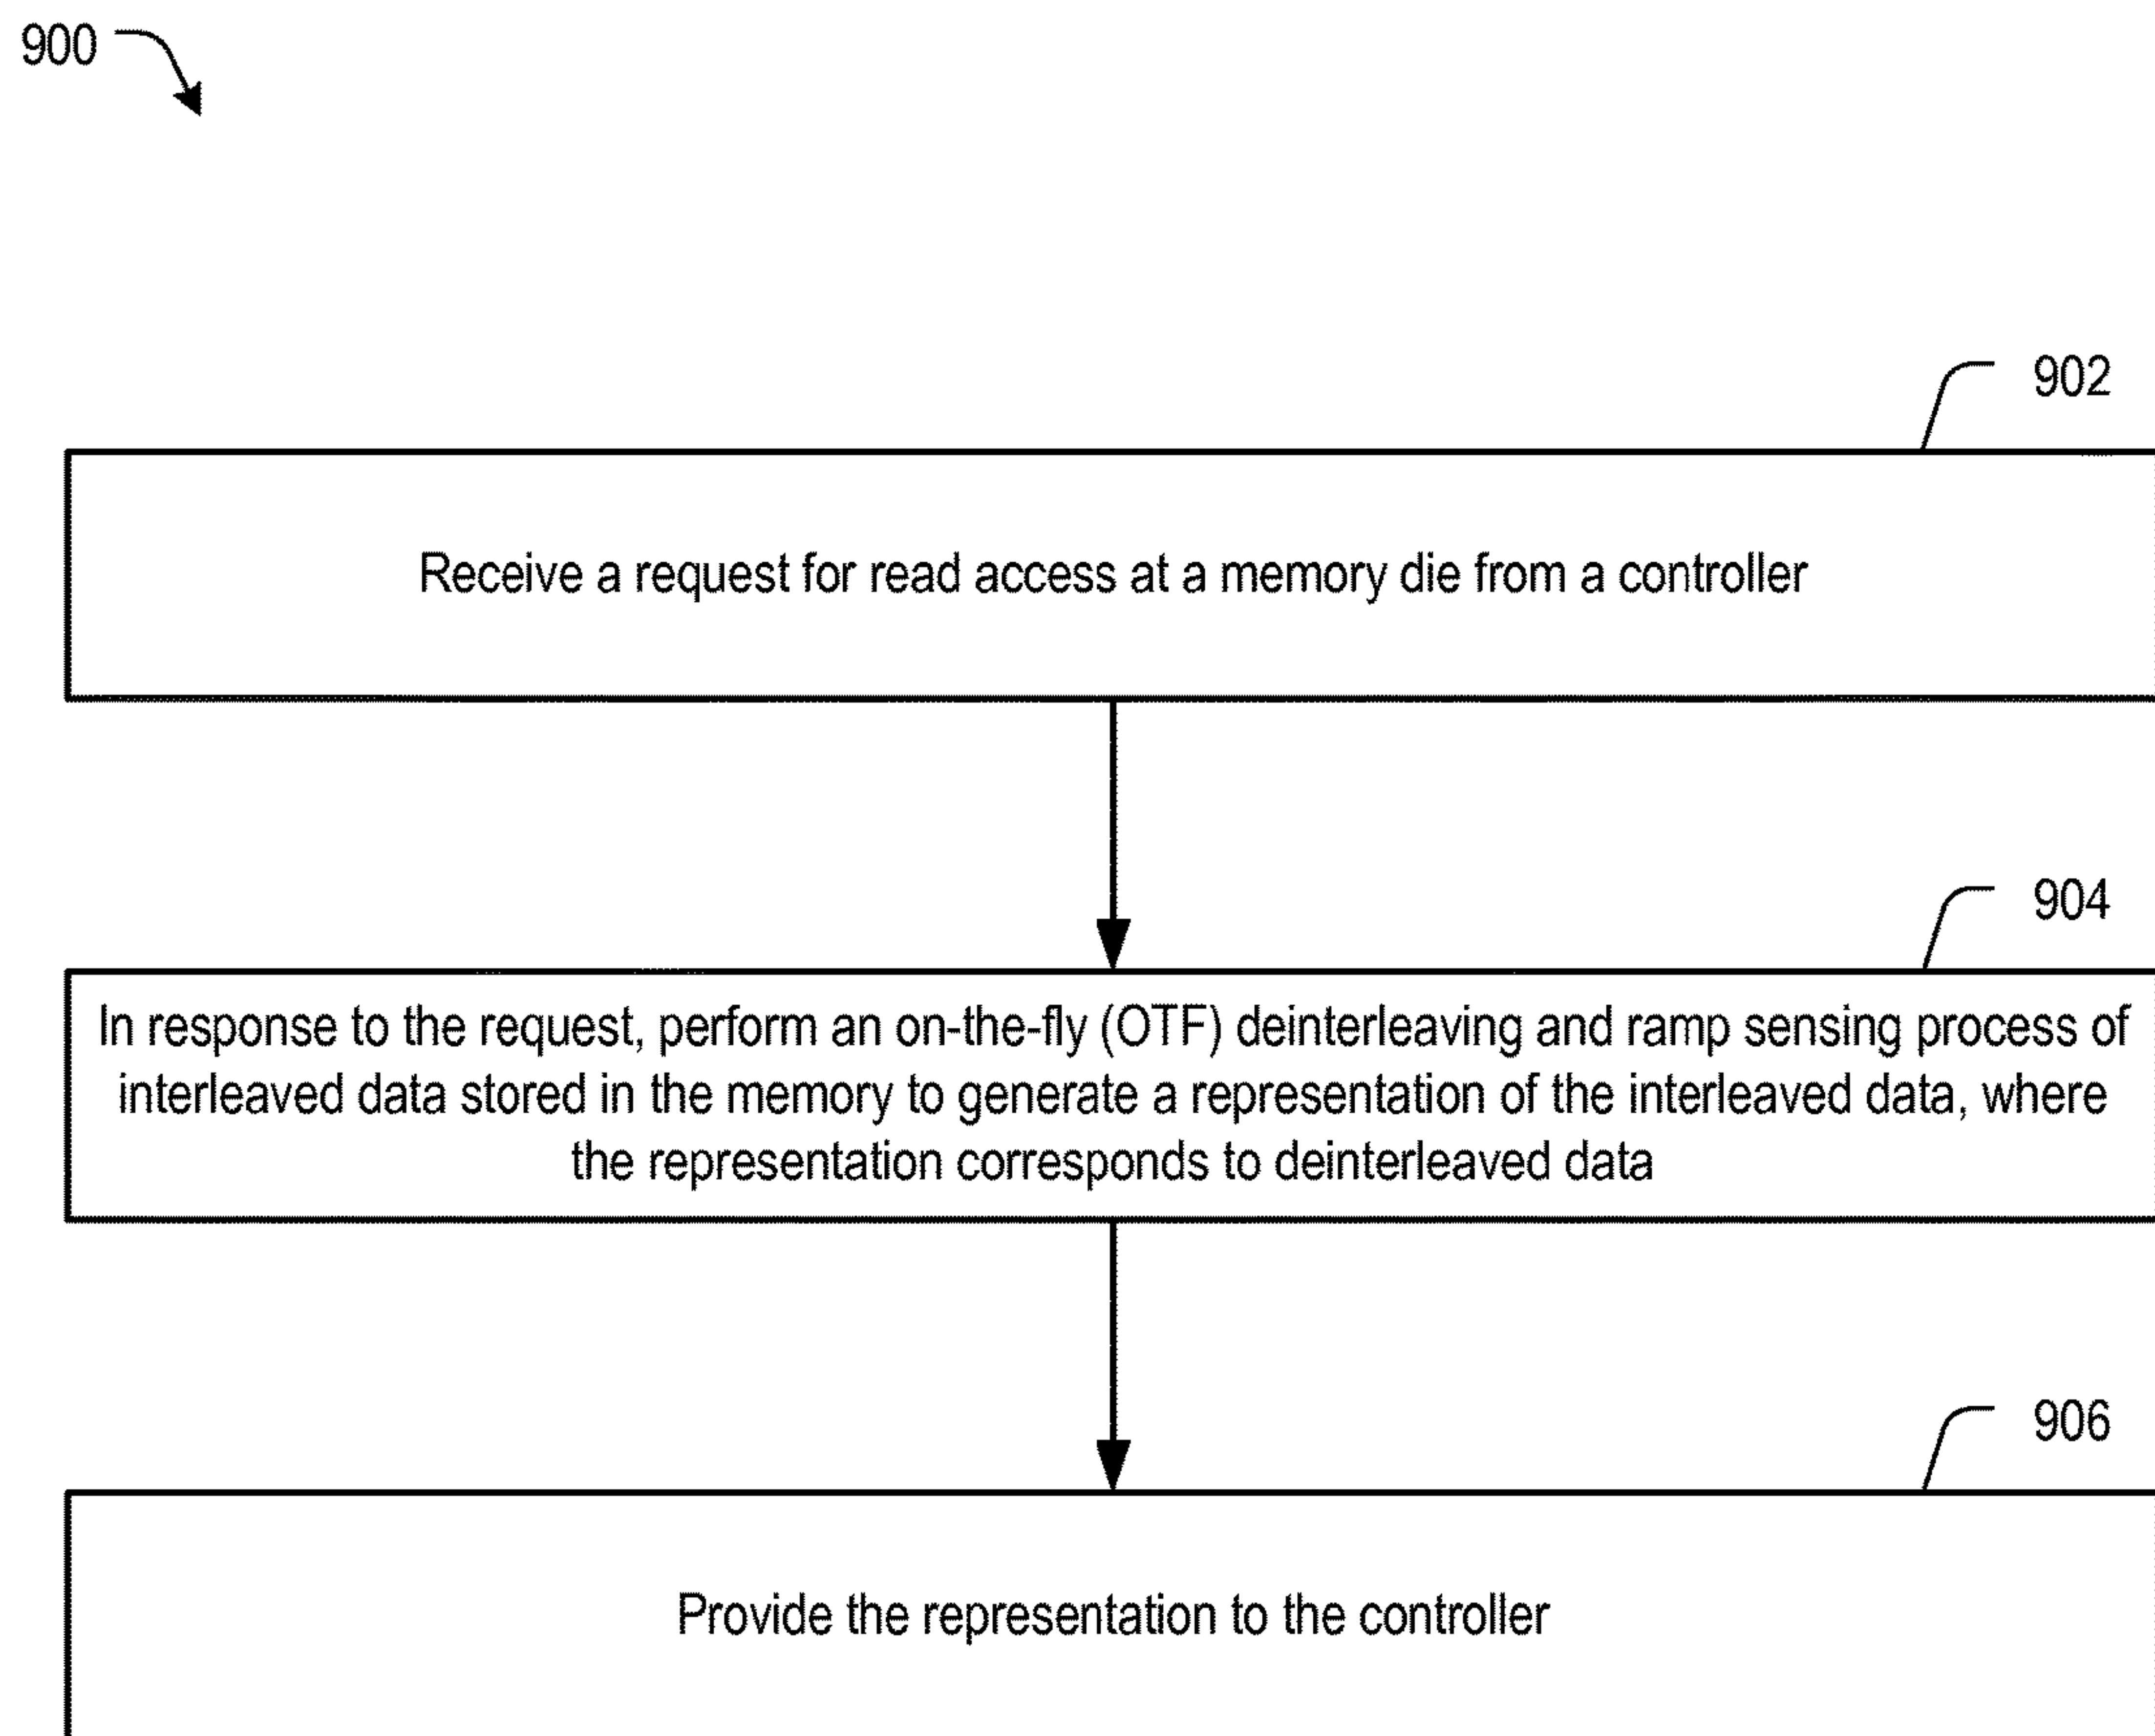 900
902
Receive a request for read access at a memory die from a controller
904
In response to the request, perform an on-the-fly (OTF) deinterleaving and ramp sensing process of
interleaved data stored in the memory to generate a representation of the interleaved data, where
the representation corresponds to deinterleaved data
906
Provide the representation to the controller